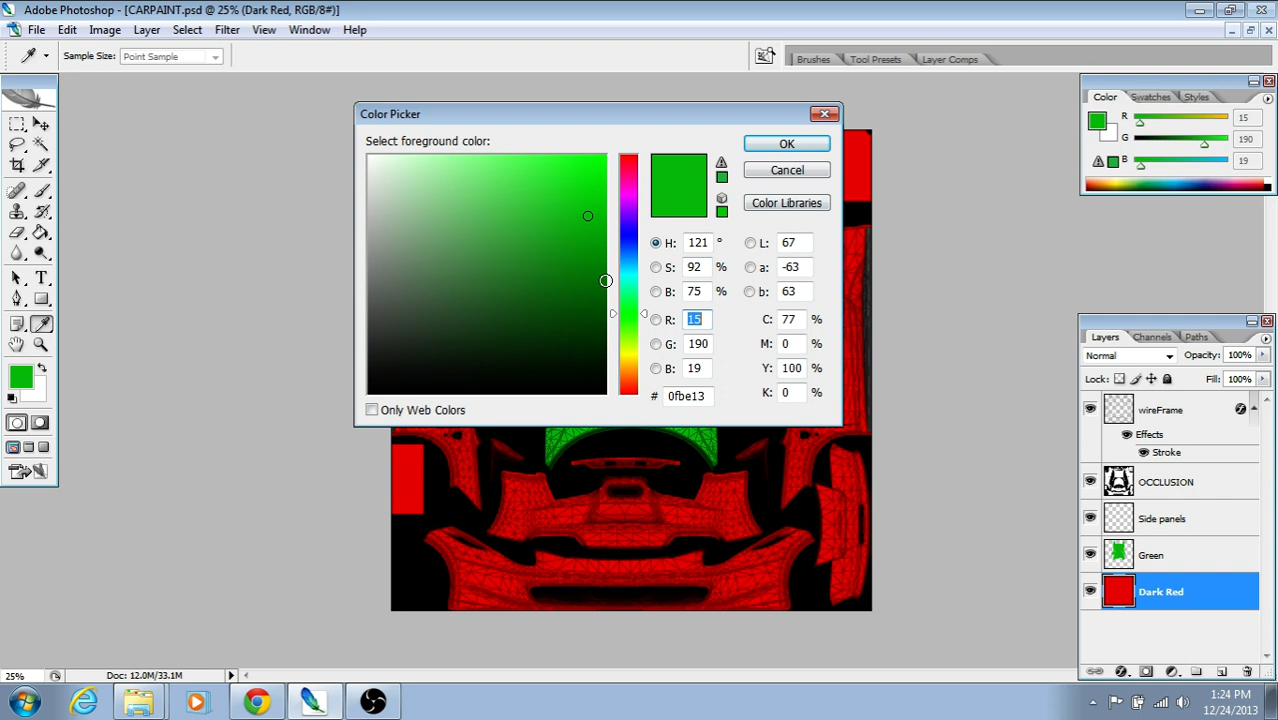 Adobe Photoshop - [CARPAINT.psd @ 25% (Dark Red, RGB/8#)]
File Edit Image Layer Select Filter View Window Help
Sample Size: Point Sample
Brushes Tool Presets Layer Comps
Color Picker
Select foreground color:
OK
Cancel
Color Libraries
H: 121 °
S: 92 %
B: 75 %
R: 15
G: 190
B: 19
# 0fbe13
L: 67
a: -63
b: 63
C: 77 %
M: 0 %
Y: 100 %
K: 0 %
Only Web Colors
Color Swatches Styles
R 15
G 190
B 19
Layers Channels Paths
Normal Opacity: 100%
Lock: Fill: 100%
wireFrame
Effects
Stroke
OCCLUSION
Side panels
Green
Dark Red
25% Doc: 12.0M/33.1M
1:24 PM
12/24/2013